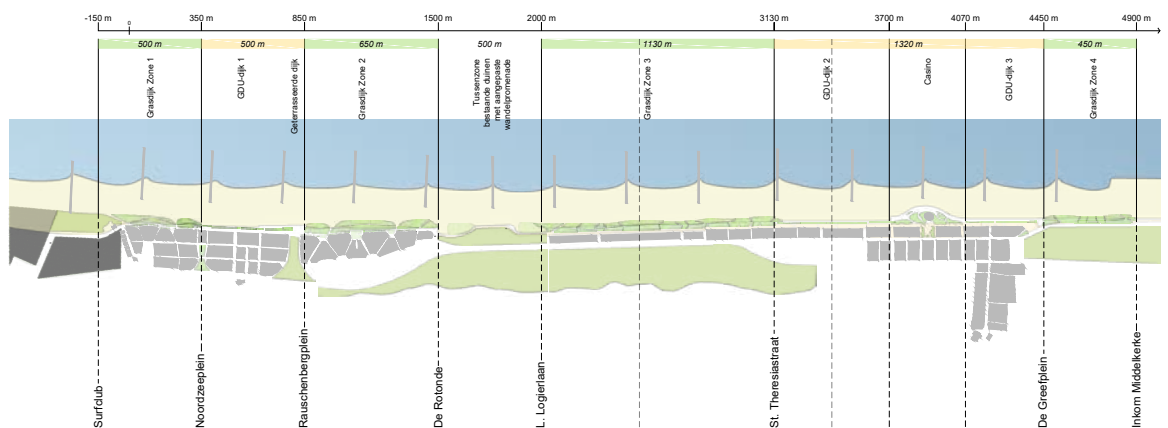 -150 m
0
350 m
850 m
1500 m
2000 m
3130 m
3700 m
4070 m
4450 m
4900 m
500 m
500 m
650 m
500 m
1130 m
1320 m
450 m
Grasdijk Zone 1
GDU-dijk 1
Geterrasseerde dijk
Grasdijk Zone 2
Tussenzone
bestaande duinen
met aangepaste
wandelpromenade
Grasdijk Zone 3
GDU-dijk 2
Casino
GDU-dijk 3
Grasdijk Zone 4
Surfclub
Noordzeeplein
Rauschenbergplein
De Rotonde
L. Logierlaan
St. Theresiastraat
De Greefplein
Inkom Middelkerke